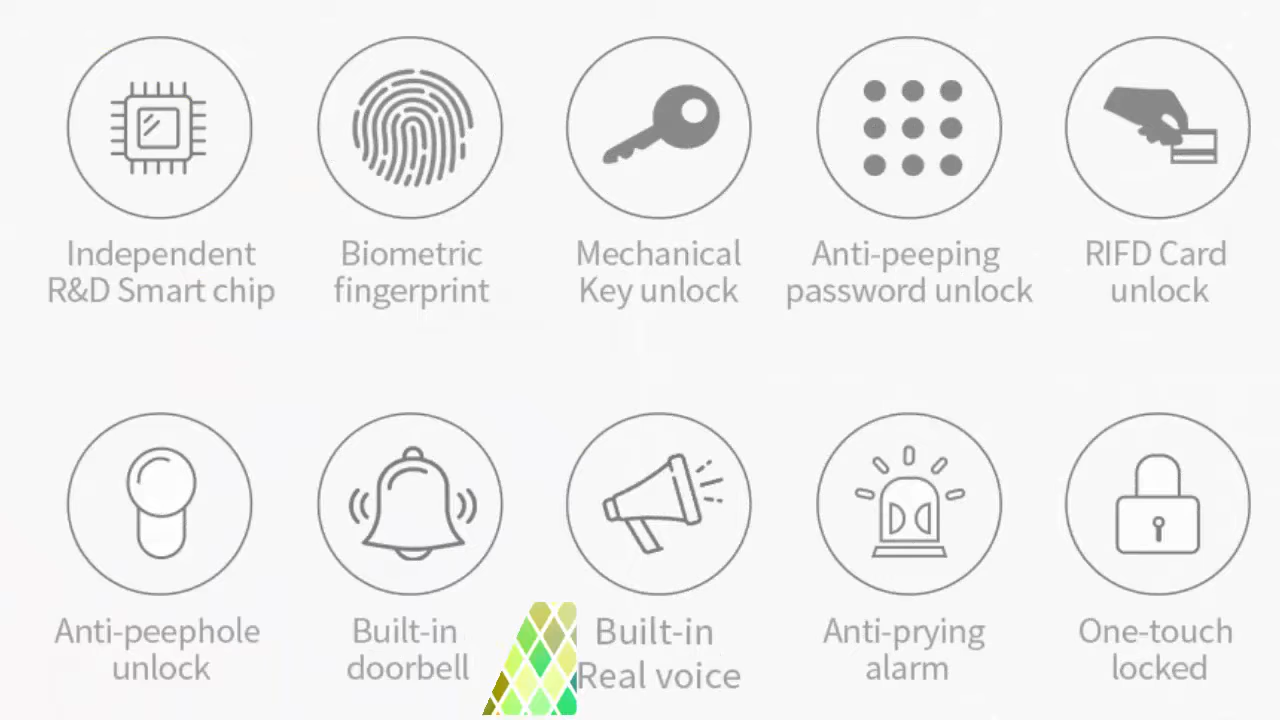 Independent
R&D Smart chip
Biometric
fingerprint
Mechanical
Key unlock
Anti-peeping
password unlock
RIFD Card
unlock
Anti-peephole
unlock
Built-in
doorbell
Built-in
Real voice
Anti-prying
alarm
One-touch
locked